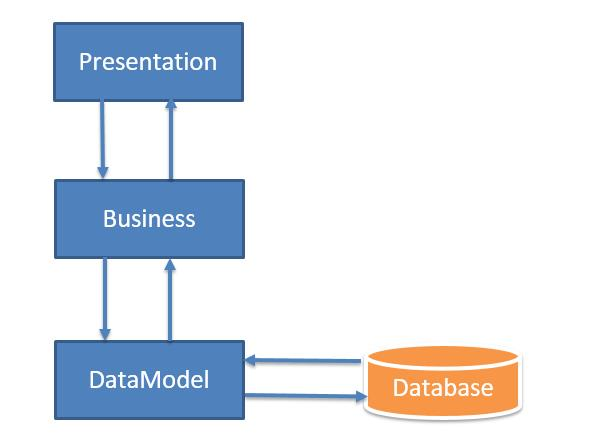 Presentation
Business
DataModel
Database